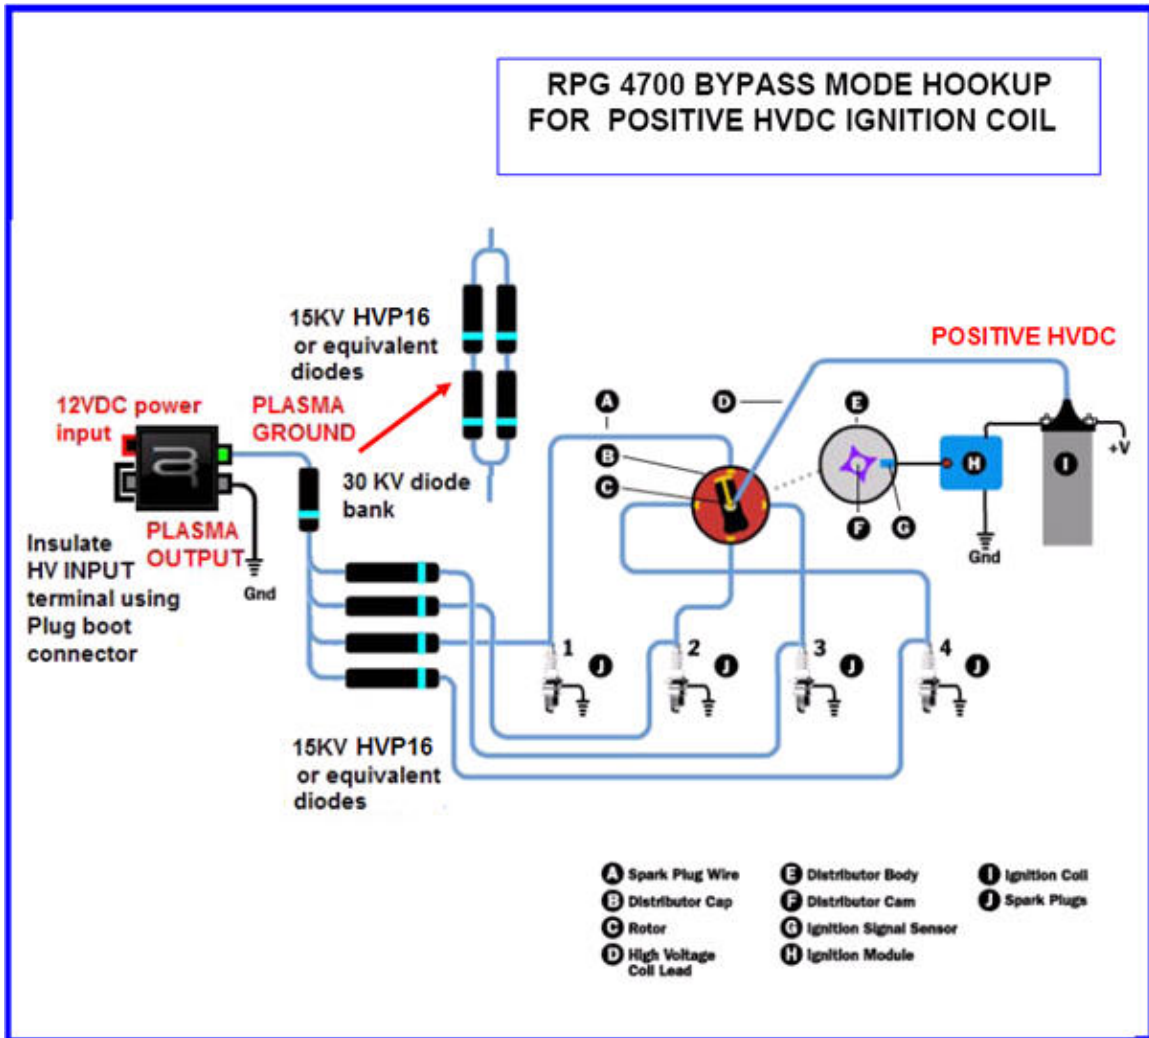 RPG 4700 BYPASS MODE HOOKUP
FOR POSITIVE HVDC IGNITION COIL
15KV HVP16
or equivalent
diodes
POSITIVE HVDC
12VDC power
input
PLASMA
GROUND
30 KV diode
bank
PLASMA
OUTPUT
Insulate
HV INPUT
terminal using
Plug boot
connector
Gnd
A
B
C
D
E
F
G
H
I
+V
Gnd
1
J
2
J
3
J
4
J
15KV HVP16
or equivalent
diodes
A Spark Plug Wire
B Distributor Cap
C Rotor
D High Voltage
Coil Lead
E Distributor Body
F Distributor Cam
G Ignition Signal Sensor
H Ignition Module
I Ignition Coil
J Spark Plugs